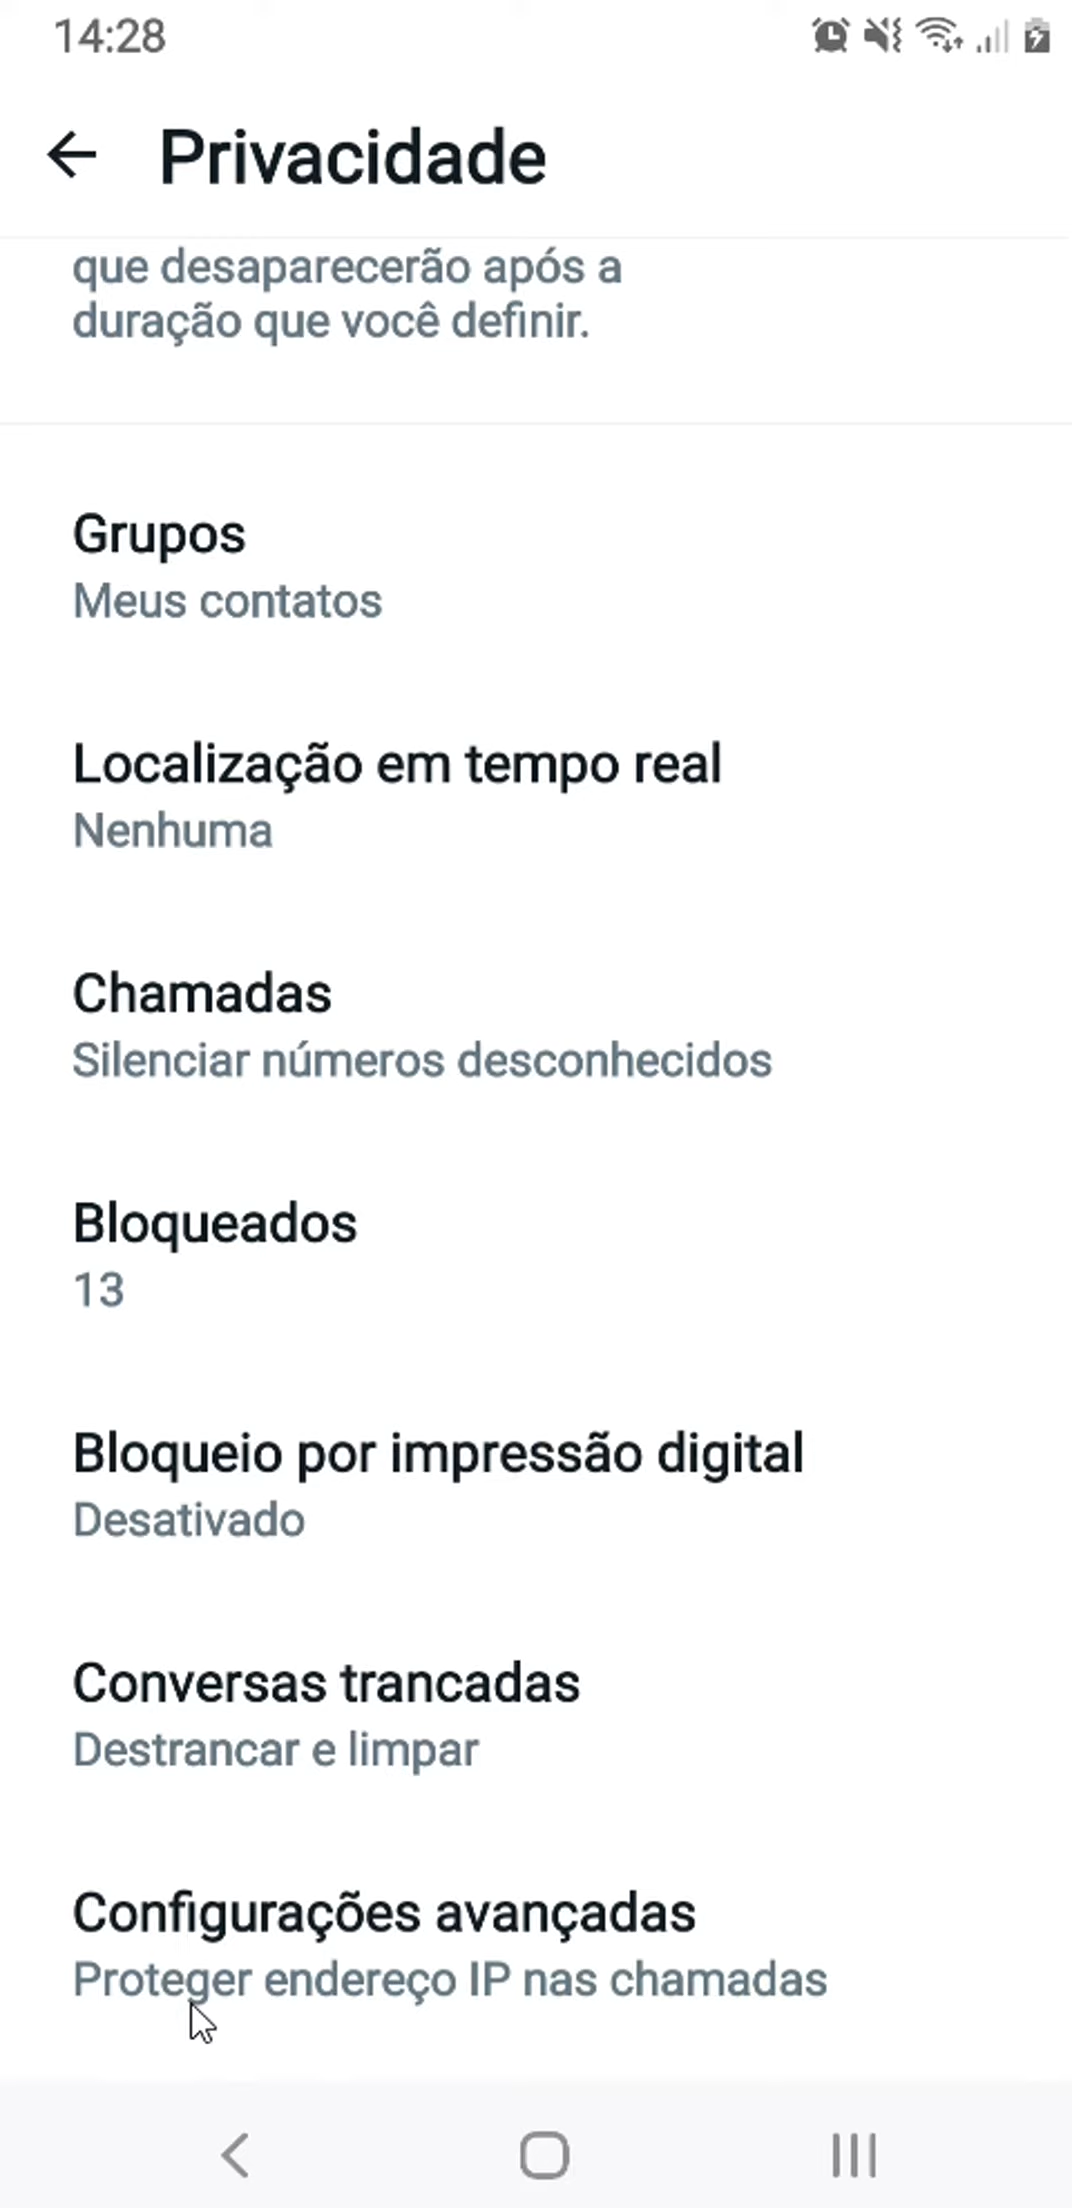 14:28
Privacidade
que desaparecerão após a
duração que você definir.
Grupos
Meus contatos
Localização em tempo real
Nenhuma
Chamadas
Silenciar números desconhecidos
Bloqueados
13
Bloqueio por impressão digital
Desativado
Conversas trancadas
Destrancar e limpar
Configurações avançadas
Proteger endereço IP nas chamadas